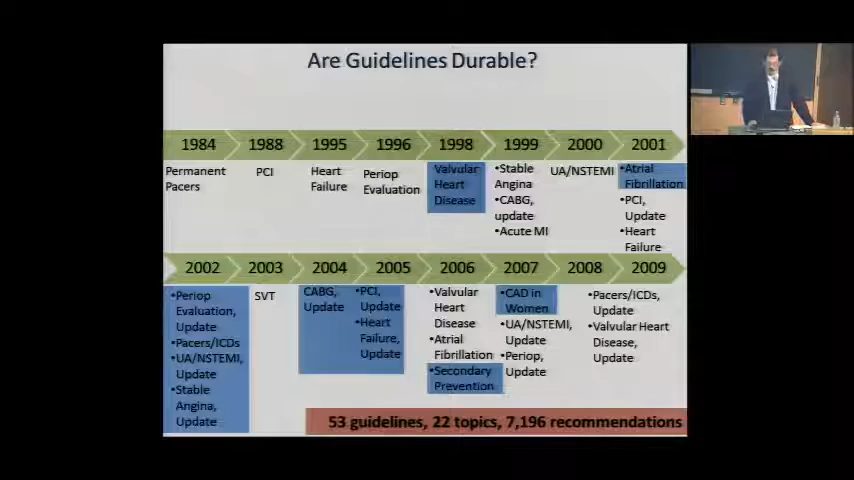 Are Guidelines Durable?
1984 1988 1995 1996 1998 1999 2000 2001
Permanent
Pacers
PCI
Heart
Failure
Periop
Evaluation
Valvular
Heart
Disease
•Stable
Angina
•CABG,
update
•Acute MI
UA/NSTEMI
•Atrial
Fibrillation
•PCI,
Update
•Heart
Failure
2002 2003 2004 2005 2006 2007 2008 2009
•Periop
Evaluation,
Update
•Pacers/ICDs
•UA/NSTEMI,
Update
•Stable
Angina,
Update
SVT
CABG,
Update
•PCI,
Update
•Heart
Failure,
Update
•Valvular
Heart
Disease
•Atrial
Fibrillation
•Secondary
Prevention
•CAD in
Women
•UA/NSTEMI,
Update
•Periop,
Update
•Pacers/ICDs,
Update
•Valvular Heart
Disease,
Update
53 guidelines, 22 topics, 7,196 recommendations